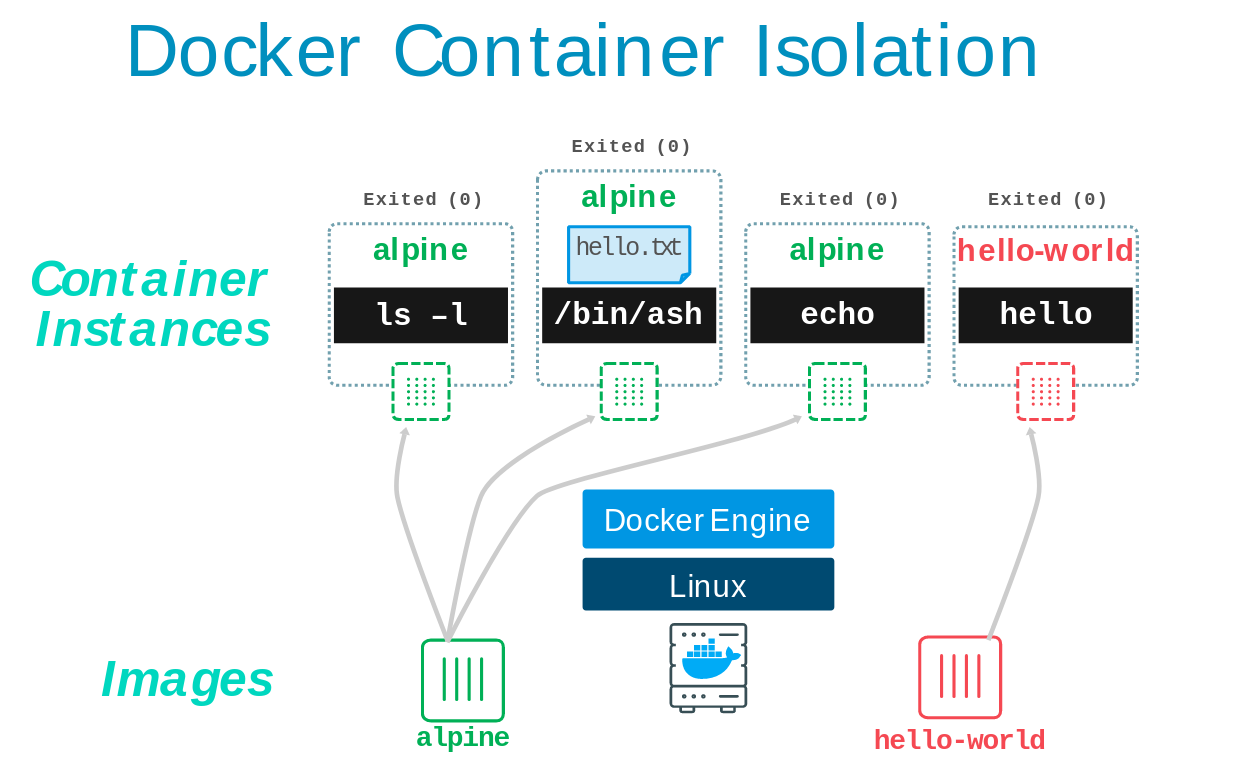 Docker Container Isolation
Exited (0)
Exited (0)
Exited (0)
Exited (0)
alpine
alpine
alpine
hello-world
hello.txt
Container
Instances
ls –l
/bin/ash
echo
hello
Docker Engine
Linux
Images
alpine
hello-world